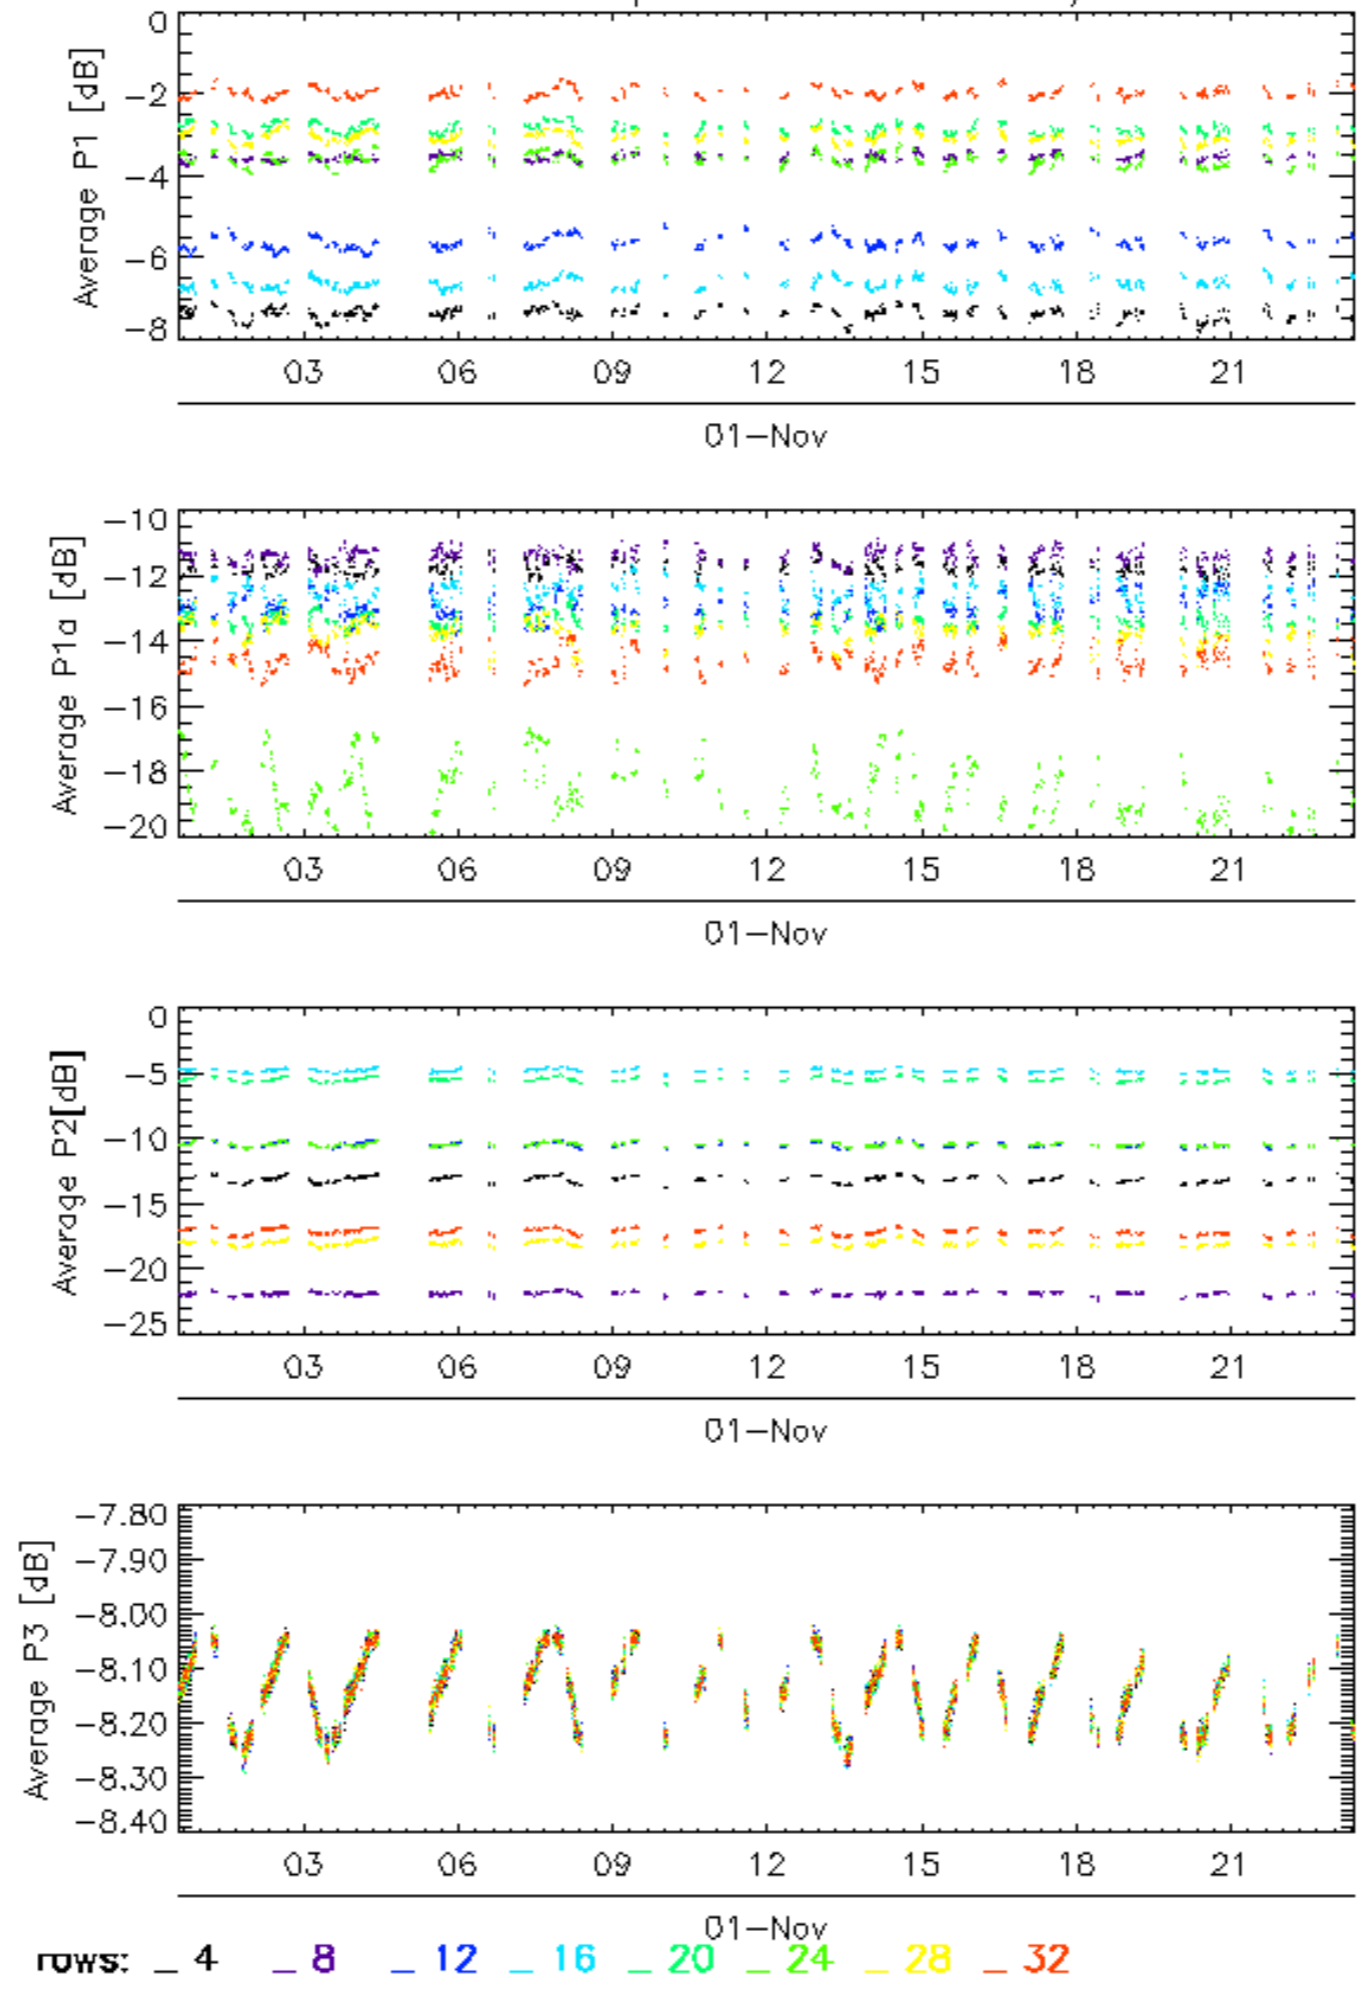 0
−2
−4
−6
−8
Average P1 [dB]
03 06 09 12 15 18 21
01−Nov
−10
−12
−14
−16
−18
−20
Average P1a [dB]
03 06 09 12 15 18 21
01−Nov
0
−5
−10
−15
−20
−25
Average P2[dB]
03 06 09 12 15 18 21
01−Nov
−7.80
−7.90
−8.00
−8.10
−8.20
−8.30
−8.40
Average P3 [dB]
03 06 09 12 15 18 21
01−Nov
rows: _ 4 _ 8 _ 12 _ 16 _ 20 _ 24 _ 28 _ 32